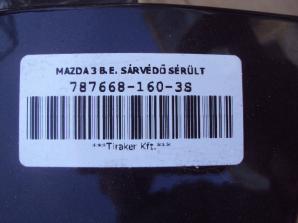 MAZDA 3 B.E. SÁRVÉDŐ SÉRÜLT
787668-160-3S
***Tiraker Kft.***